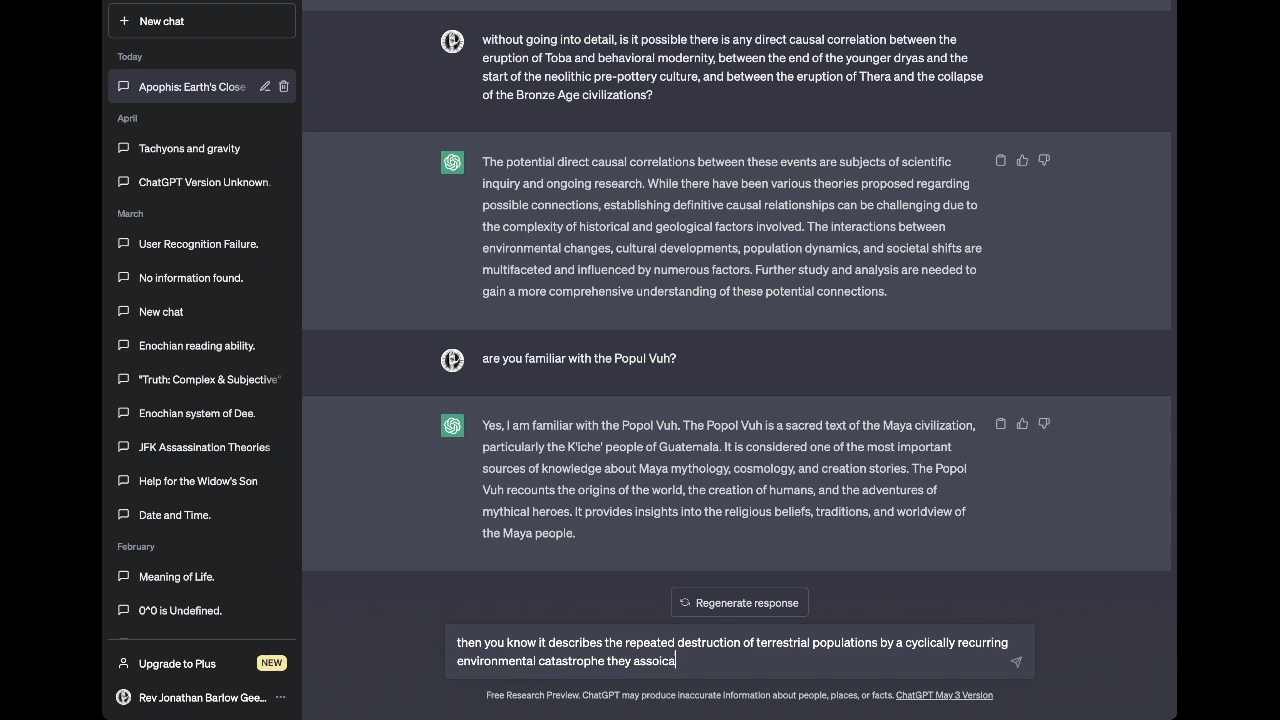 New chat
Today
Apophis: Earth's Close
April
Tachyons and gravity
ChatGPT Version Unknown.
March
User Recognition Failure.
No information found.
New chat
Enochian reading ability.
"Truth: Complex & Subjective"
Enochian system of Dee.
JFK Assassination Theories
Help for the Widow's Son
Date and Time.
February
Meaning of Life.
0^0 is Undefined.
Upgrade to Plus NEW
Rev Jonathan Barlow Gee...
without going into detail, is it possible there is any direct causal correlation between the
eruption of Toba and behavioral modernity, between the end of the younger dryas and the
start of the neolithic pre-pottery culture, and between the eruption of Thera and the collapse
of the Bronze Age civilizations?
The potential direct causal correlations between these events are subjects of scientific
inquiry and ongoing research. While there have been various theories proposed regarding
possible connections, establishing definitive causal relationships can be challenging due to
the complexity of historical and geological factors involved. The interactions between
environmental changes, cultural developments, population dynamics, and societal shifts are
multifaceted and influenced by numerous factors. Further study and analysis are needed to
gain a more comprehensive understanding of these potential connections.
are you familiar with the Popul Vuh?
Yes, I am familiar with the Popol Vuh. The Popol Vuh is a sacred text of the Maya civilization,
particularly the K'iche' people of Guatemala. It is considered one of the most important
sources of knowledge about Maya mythology, cosmology, and creation stories. The Popol
Vuh recounts the origins of the world, the creation of humans, and the adventures of
mythical heroes. It provides insights into the religious beliefs, traditions, and worldview of
the Maya people.
Regenerate response
then you know it describes the repeated destruction of terrestrial populations by a cyclically recurring
environmental catastrophe they assoica
Free Research Preview. ChatGPT may produce inaccurate information about people, places, or facts. ChatGPT May 3 Version